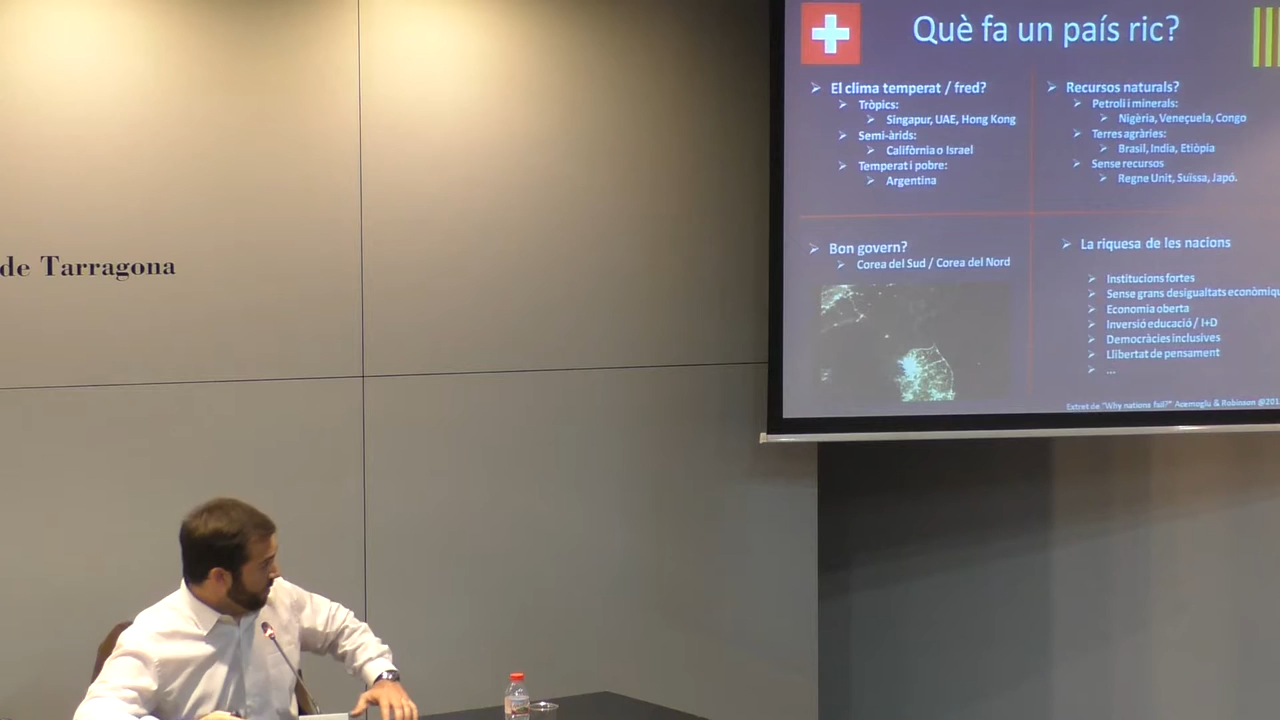 de Tarragona
Què fa un país ric?
El clima temperat / fred?
Tròpics:
Singapur, UAE, Hong Kong
Semi-àrids:
Califòrnia o Israel
Temperat i pobre:
Argentina
Recursos naturals?
Petroli i minerals:
Nigèria, Veneçuela, Congo
Terres agràries:
Brasil, India, Etiòpia
Sense recursos
Regne Unit, Suïssa, Japó.
Bon govern?
Corea del Sud / Corea del Nord
La riquesa de les nacions
Institucions fortes
Sense grans desigualtats econòmiqu
Economia oberta
Inversió educació / I+D
Democràcies inclusives
Llibertat de pensament
...
Extret de "Why nations fail?" Acemoglu & Robinson @201